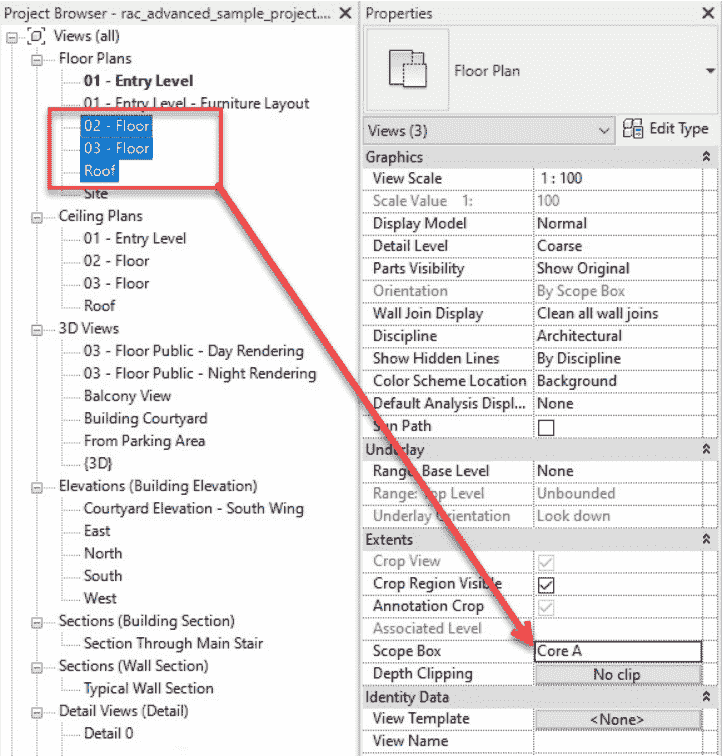 Project Browser - rac_advanced_sample_project....
Views (all)
Floor Plans
01 - Entry Level
01 - Entry Level - Furniture Layout
02 - Floor
03 - Floor
Roof
Site
Ceiling Plans
01 - Entry Level
02 - Floor
03 - Floor
Roof
3D Views
03 - Floor Public - Day Rendering
03 - Floor Public - Night Rendering
Balcony View
Building Courtyard
From Parking Area
{3D}
Elevations (Building Elevation)
Courtyard Elevation - South Wing
East
North
South
West
Sections (Building Section)
Section Through Main Stair
Sections (Wall Section)
Typical Wall Section
Detail Views (Detail)
Detail 0
Properties
Floor Plan
Views (3)
Edit Type
Graphics
View Scale 1 : 100
Scale Value 1: 100
Display Model Normal
Detail Level Coarse
Parts Visibility Show Original
Orientation By Scope Box
Wall Join Display Clean all wall joins
Discipline Architectural
Show Hidden Lines By Discipline
Color Scheme Location Background
Default Analysis Displ... None
Sun Path
Underlay
Range: Base Level None
Range: Top Level Unbounded
Underlay Orientation Look down
Extents
Crop View
Crop Region Visible
Annotation Crop
Associated Level
Scope Box Core A
Depth Clipping No clip
Identity Data
View Template <None>
View Name